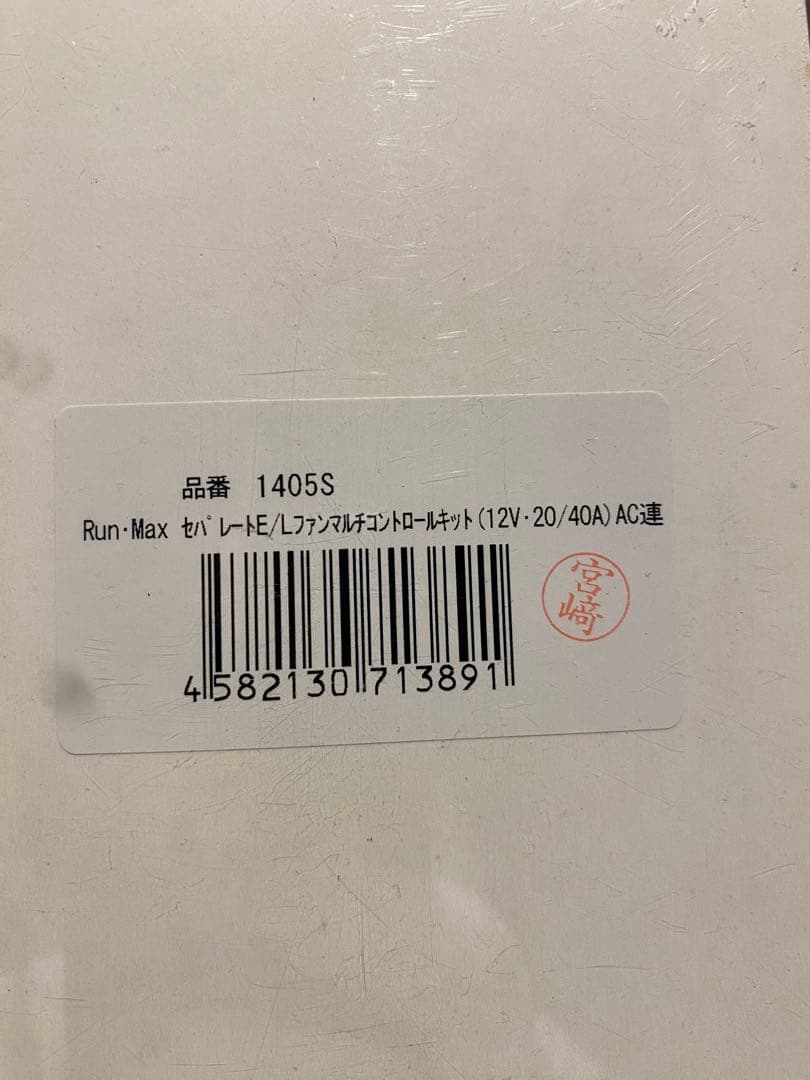 品番 1405S
Run･Max ｾﾊﾟﾚｰﾄE/Lﾌｧﾝﾏﾙﾁｺﾝﾄﾛｰﾙｷｯﾄ(12V･20/40A)AC連
宮﨑
4582130713891